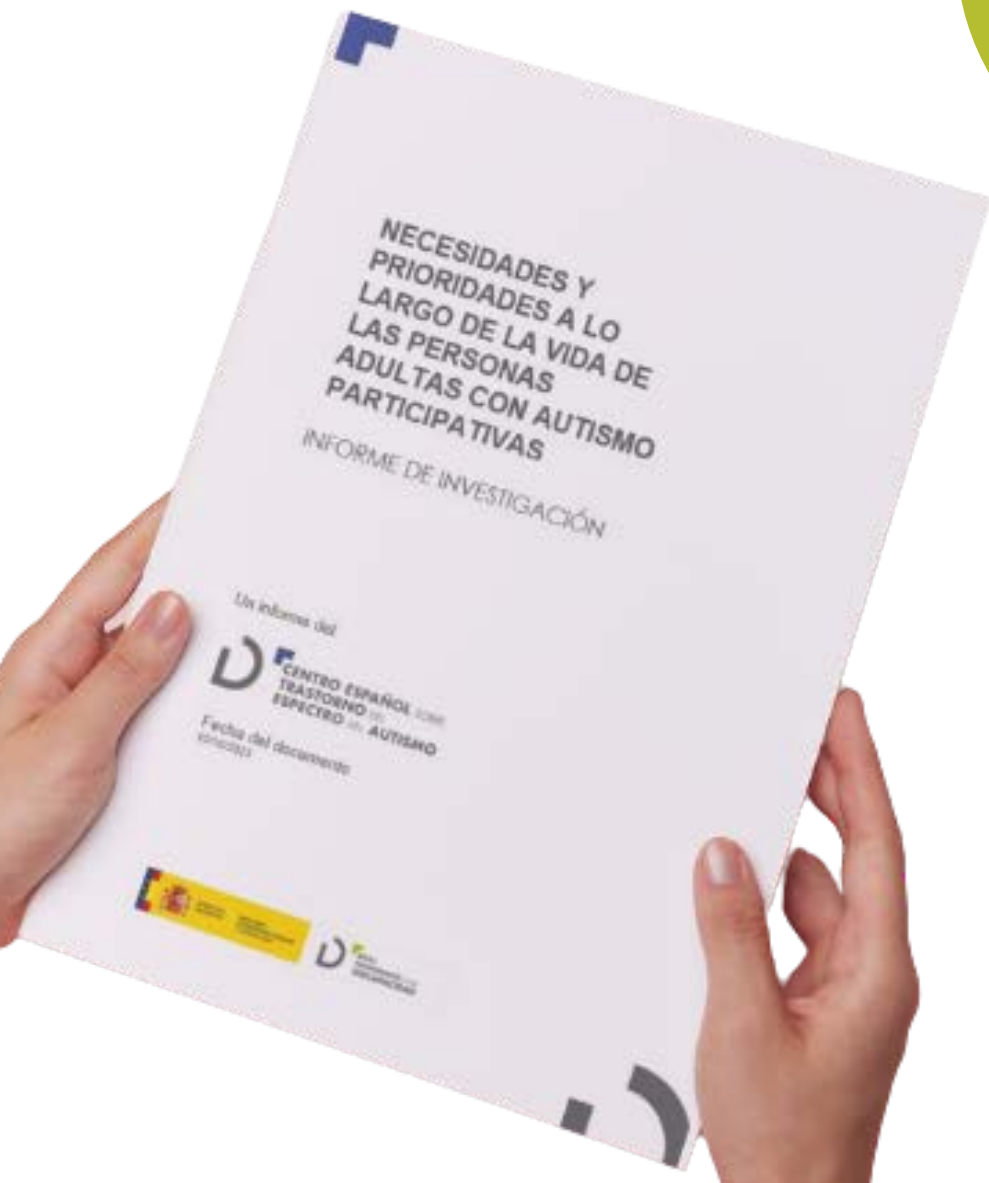 NECESIDADES Y
PRIORIDADES A LO
LARGO DE LA VIDA DE
LAS PERSONAS
ADULTAS CON AUTISMO
PARTICIPATIVAS
INFORME DE INVESTIGACIÓN
Un informe del
CENTRO ESPAÑOL SOBRE
TRASTORNO DEL
ESPECTRO DEL AUTISMO
Fecha del documento
DISCAPACIDAD